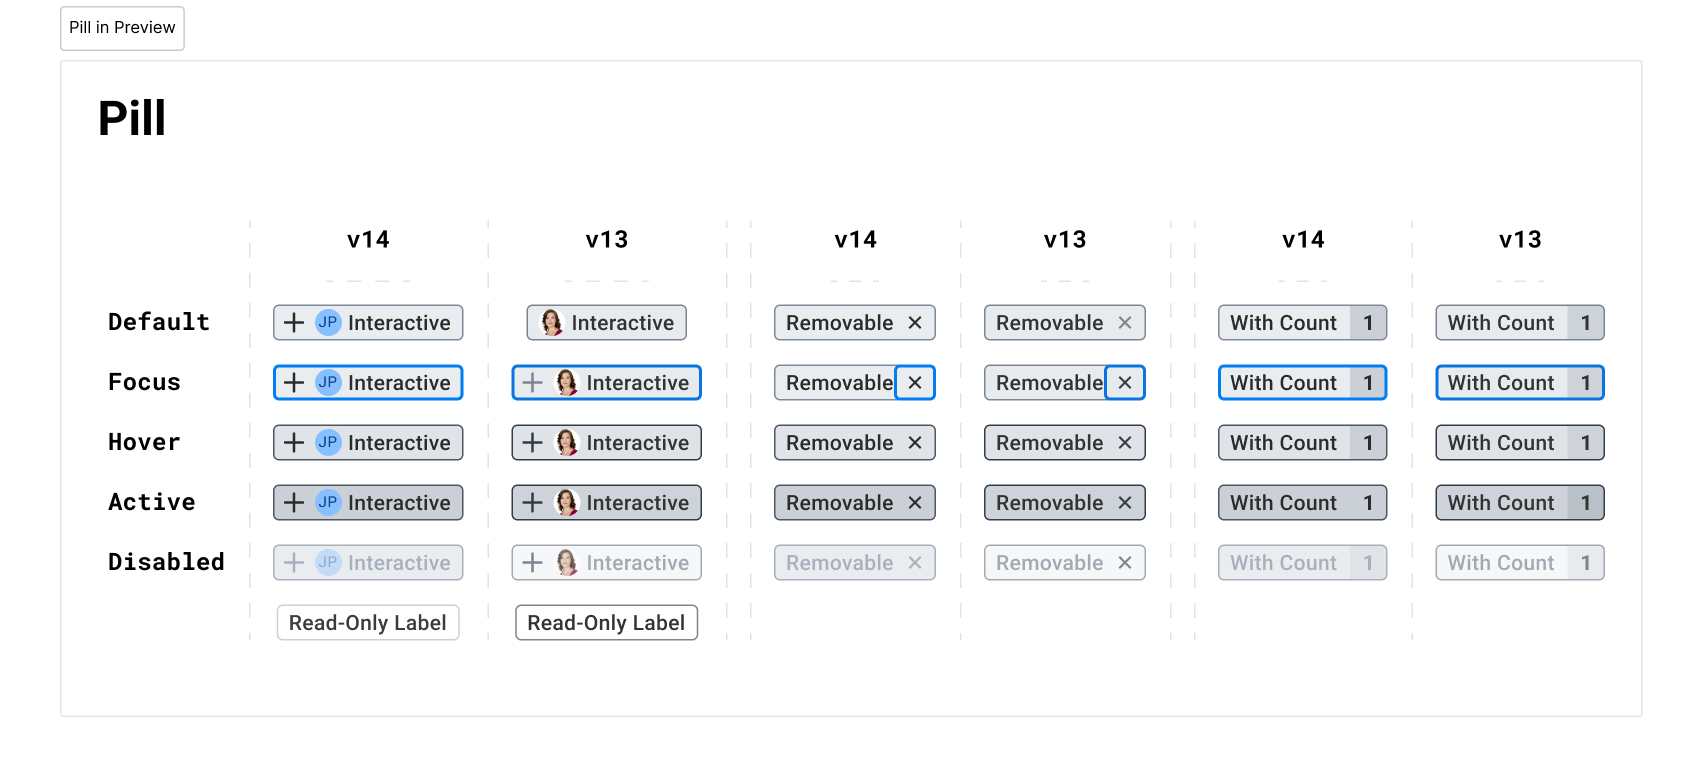 Pill in Preview
Pill
v14 v13 v14 v13 v14 v13
Default JP Interactive Interactive Removable Removable With Count 1 With Count 1
Focus JP Interactive Interactive Removable Removable With Count 1 With Count 1
Hover JP Interactive Interactive Removable Removable With Count 1 With Count 1
Active JP Interactive Interactive Removable Removable With Count 1 With Count 1
Disabled JP Interactive Interactive Removable Removable With Count 1 With Count 1
Read-Only Label Read-Only Label